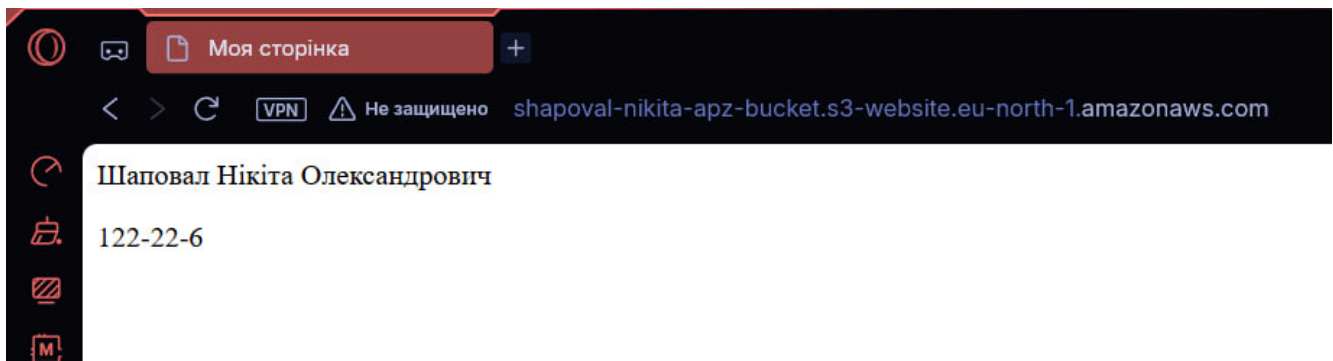 Моя сторінка
VPN Не защищено shapoval-nikita-apz-bucket.s3-website.eu-north-1.amazonaws.com
Шаповал Нікіта Олександрович
122-22-6
M